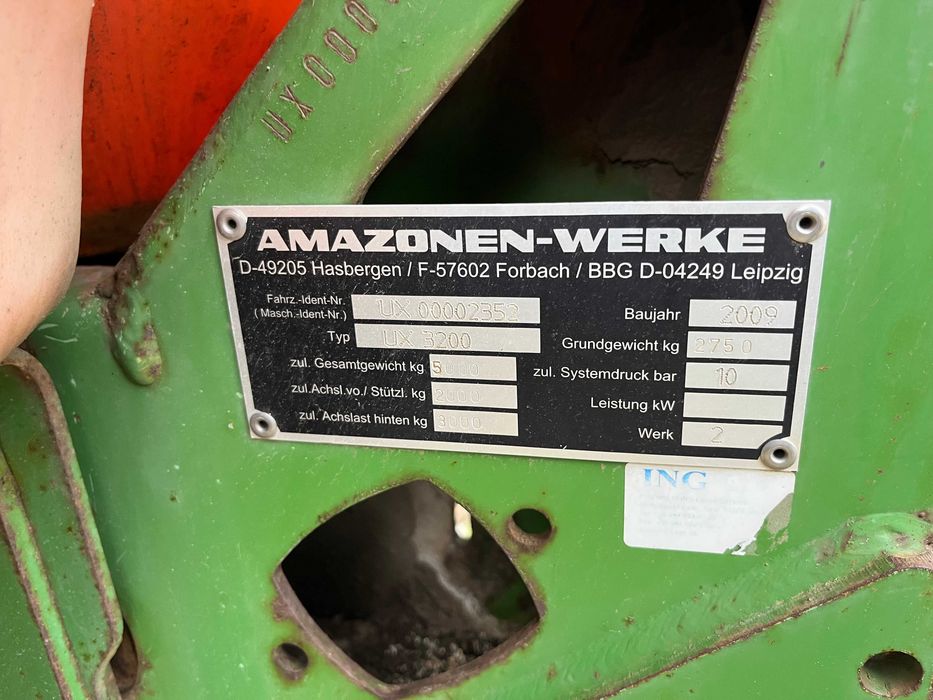 UX000
AMAZONEN-WERKE
D-49205 Hasbergen / F-57602 Forbach / BBG D-04249 Leipzig
Fahrz.-Ident-Nr.
( Masch.-Ident-Nr.) UX 00002352
Typ UX 3200
zul. Gesamtgewicht kg 5000
zul.Achsl.vo./ Stützl. kg 2000
zul. Achslast hinten kg 3000
Baujahr 2009
Grundgewicht kg 2750
zul. Systemdruck bar 10
Leistung kW
Werk 2
ING